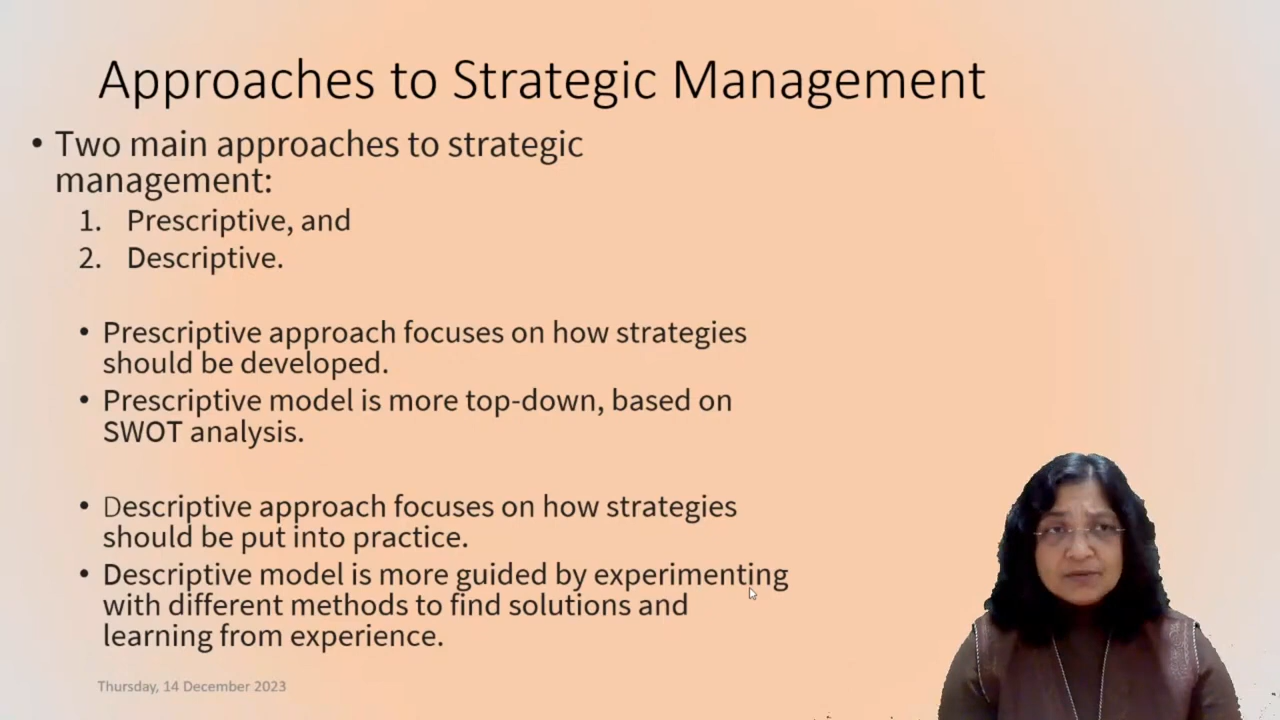 Approaches to Strategic Management
• Two main approaches to strategic
management:
1. Prescriptive, and
2. Descriptive.
• Prescriptive approach focuses on how strategies
should be developed.
• Prescriptive model is more top-down, based on
SWOT analysis.
• Descriptive approach focuses on how strategies
should be put into practice.
• Descriptive model is more guided by experimenting
with different methods to find solutions and
learning from experience.
Thursday, 14 December 2023